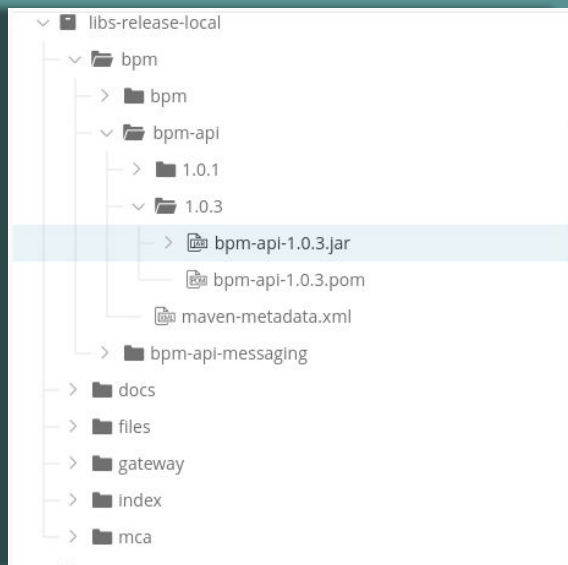 libs-release-local
bpm
bpm
bpm-api
1.0.1
1.0.3
bpm-api-1.0.3.jar
bpm-api-1.0.3.pom
maven-metadata.xml
bpm-api-messaging
docs
files
gateway
index
mca